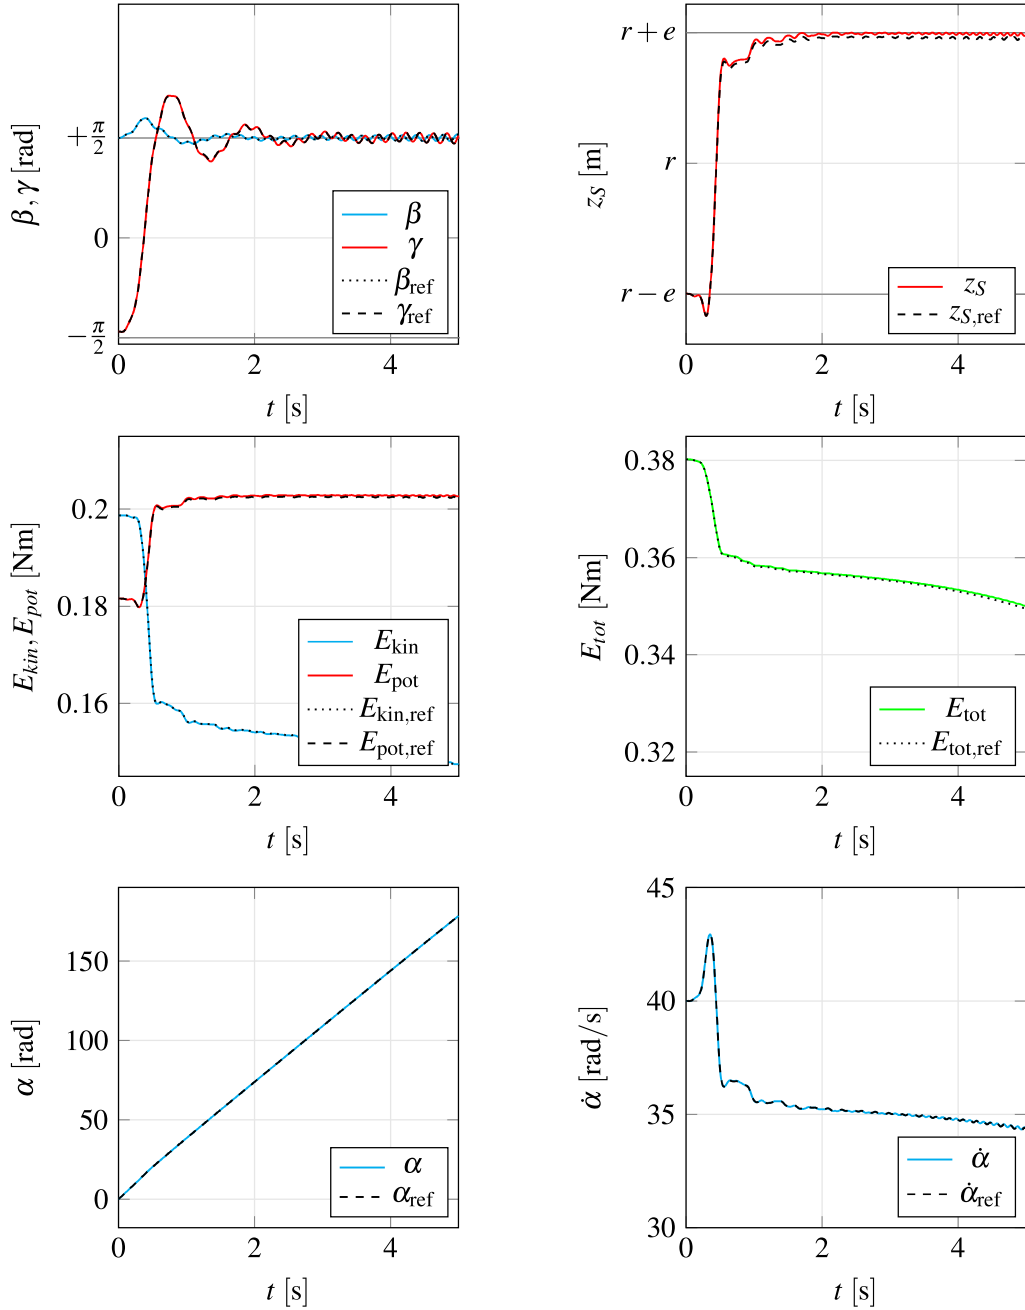 β, γ [rad]
+π/2
0
−π/2
β
γ
β_ref
γ_ref
0 2 4
t [s]
z_S [m]
r + e
r
r − e
z_S
z_S,ref
0 2 4
t [s]
E_kin, E_pot [Nm]
0.2
0.18
0.16
E_kin
E_pot
E_kin,ref
E_pot,ref
0 2 4
t [s]
E_tot [Nm]
0.38
0.36
0.34
0.32
E_tot
E_tot,ref
0 2 4
t [s]
α [rad]
150
100
50
0
α
α_ref
0 2 4
t [s]
α̇ [rad/s]
45
40
35
30
α̇
α̇_ref
0 2 4
t [s]